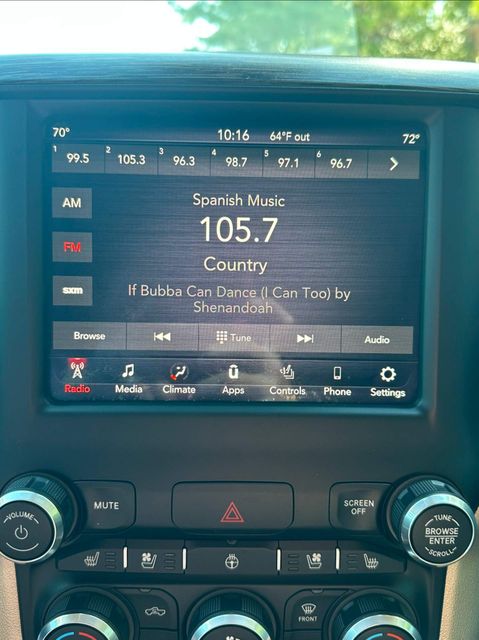 70° 10:16 64°F out 72°
1 99.5 2 105.3 3 96.3 4 98.7 5 97.1 6 96.7
AM
FM
sxm
Spanish Music
105.7
Country
If Bubba Can Dance (I Can Too) by
Shenandoah
Browse Tune Audio
Radio Media Climate Apps Controls Phone Settings
VOLUME
MUTE
SCREEN
OFF
TUNE
BROWSE
ENTER
SCROLL
FRONT